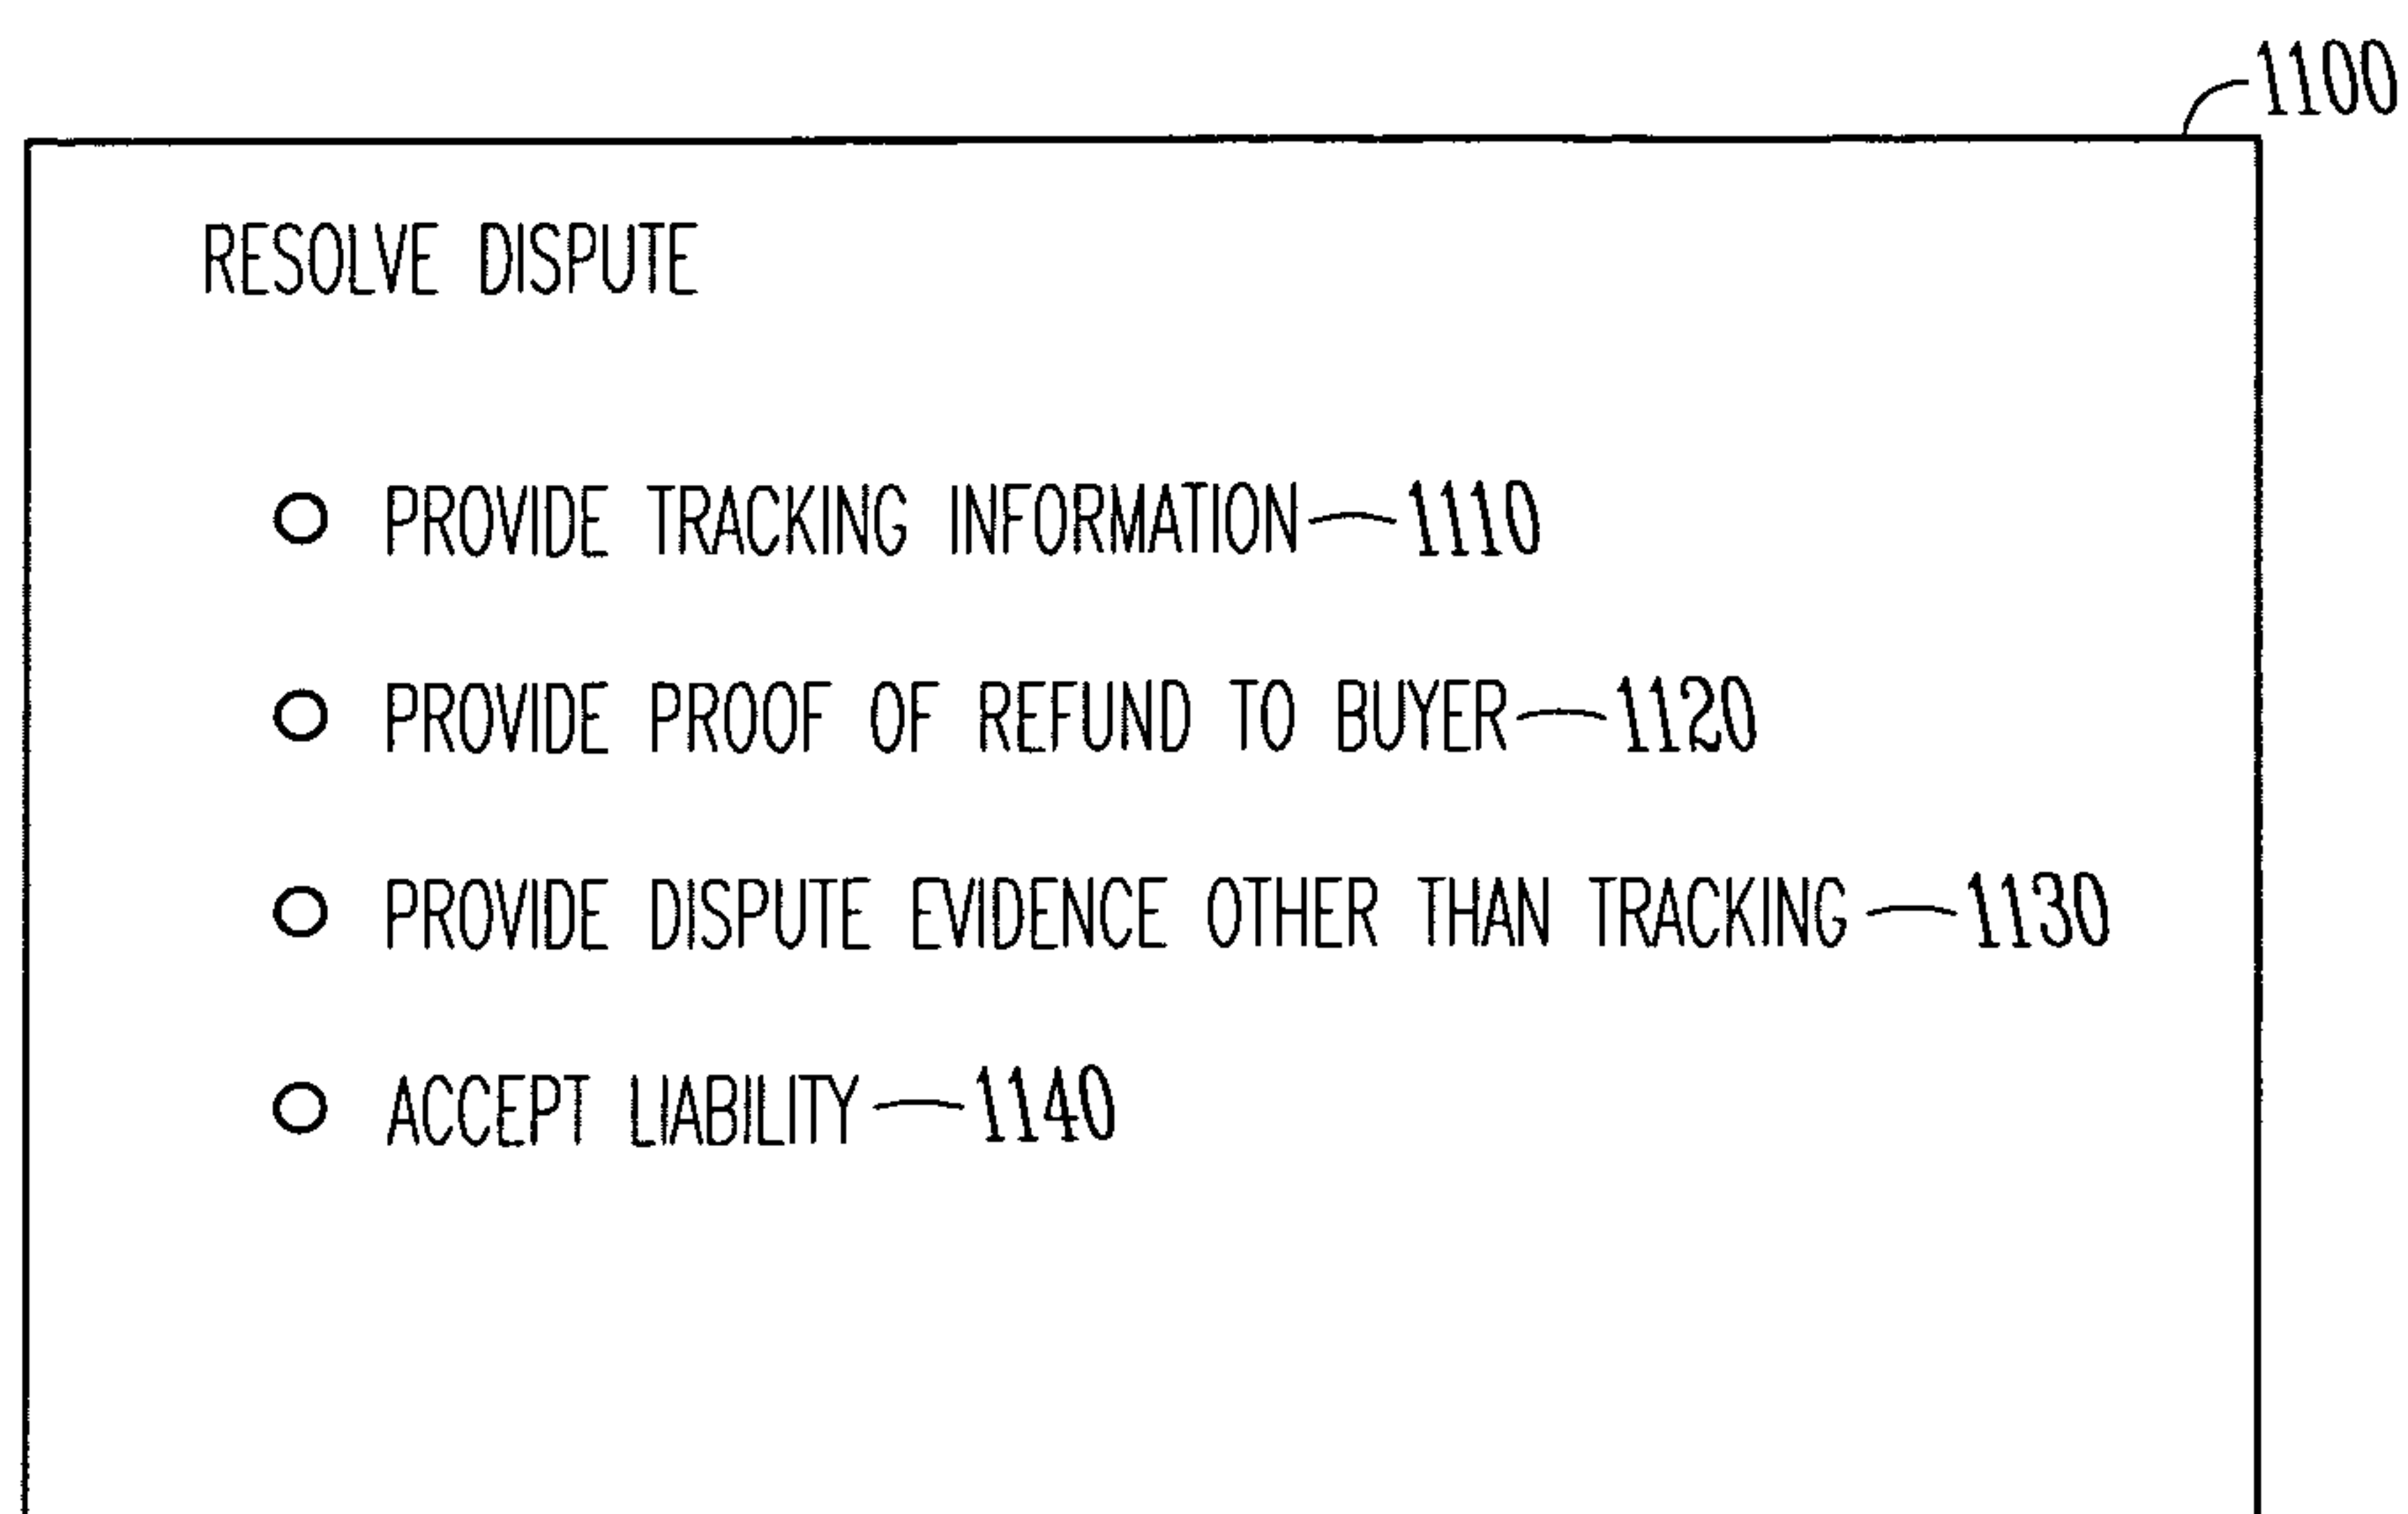 1100
RESOLVE DISPUTE
PROVIDE TRACKING INFORMATION 1110
PROVIDE PROOF OF REFUND TO BUYER 1120
PROVIDE DISPUTE EVIDENCE OTHER THAN TRACKING 1130
ACCEPT LIABILITY 1140